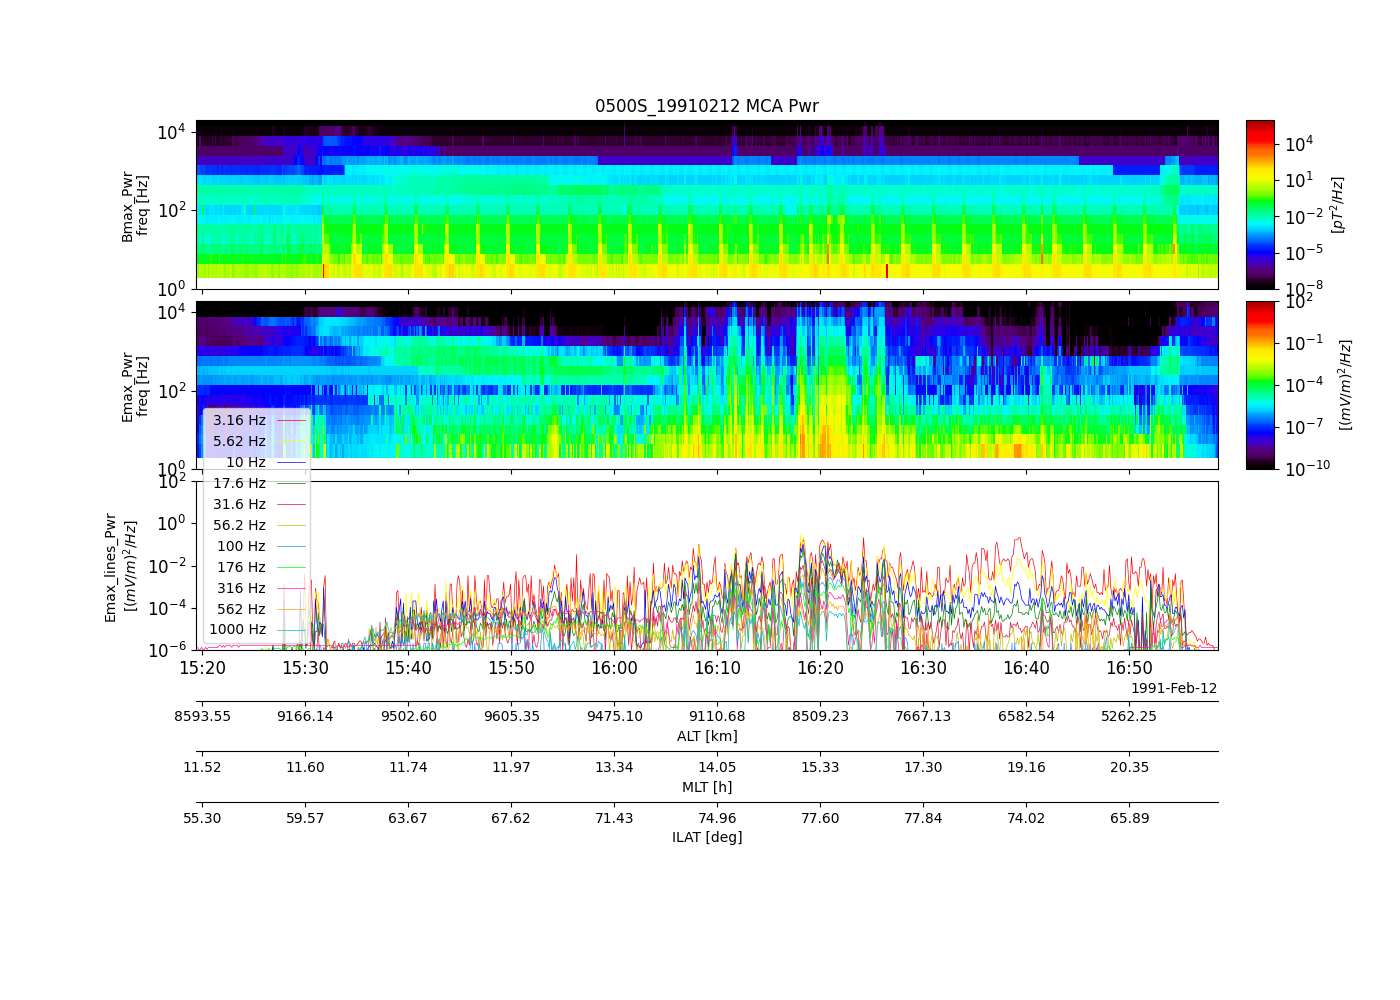 0500S_19910212 MCA Pwr
10^4
10^2
10^0
Bmax_Pwr
freq [Hz]
10^4
10^1
10^-2
10^-5
10^-8
[pT^2/Hz]
10^4
10^2
10^0
Emax_Pwr
freq [Hz]
10^2
10^-1
10^-4
10^-7
10^-10
[(mV/m)^2/Hz]
3.16 Hz
5.62 Hz
10 Hz
17.6 Hz
31.6 Hz
56.2 Hz
100 Hz
176 Hz
316 Hz
562 Hz
1000 Hz
10^2
10^0
10^-2
10^-4
10^-6
Emax_lines_Pwr
[(mV/m)^2/Hz]
15:20 15:30 15:40 15:50 16:00 16:10 16:20 16:30 16:40 16:50
1991-Feb-12
8593.55 9166.14 9502.60 9605.35 9475.10 9110.68 8509.23 7667.13 6582.54 5262.25
ALT [km]
11.52 11.60 11.74 11.97 13.34 14.05 15.33 17.30 19.16 20.35
MLT [h]
55.30 59.57 63.67 67.62 71.43 74.96 77.60 77.84 74.02 65.89
ILAT [deg]